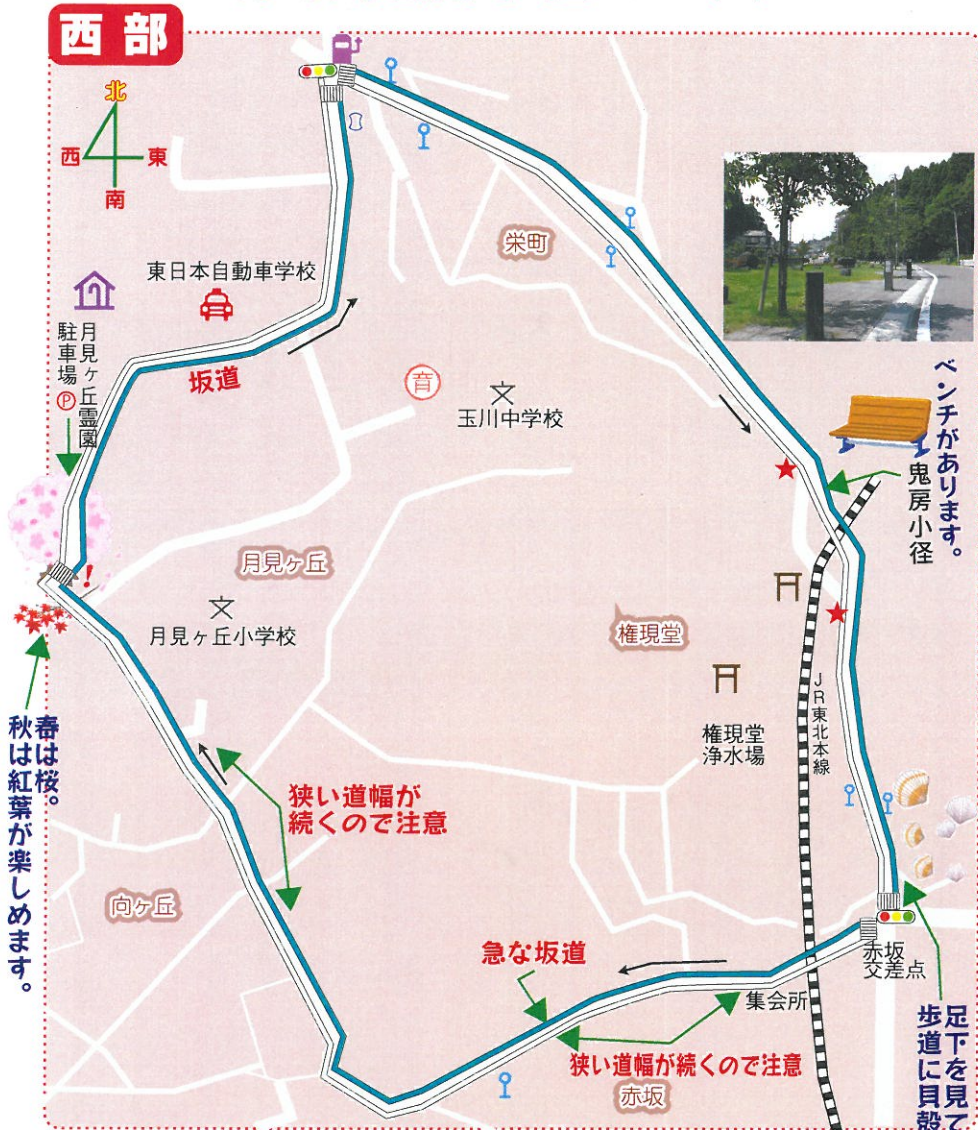 西部
北
西
東
南
東日本自動車学校
月見ヶ丘霊園
駐車場 Ⓟ
坂道
栄町
音
文
玉川中学校
ベンチがあります。
鬼房小径
!
月見ヶ丘
文
月見ヶ丘小学校
権現堂
権現堂
浄水場
JR東北本線
春は桜。
秋は紅葉が楽しめます。
狭い道幅が
続くので注意
向ヶ丘
急な坂道
集会所
赤坂
交差点
狭い道幅が続くので注意
赤坂
足下を見て
歩道に貝殻